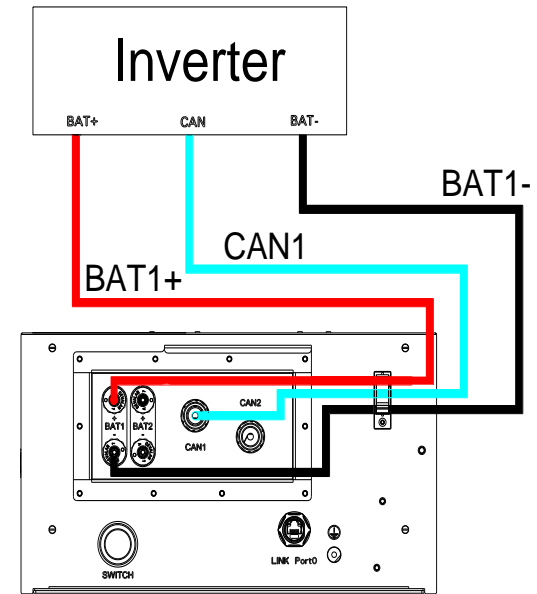 Inverter
BAT+ CAN BAT-
BAT1-
CAN1
BAT1+
CAN2
+ +
BAT1 BAT2
- -
CAN1
LINK Port0
SWITCH